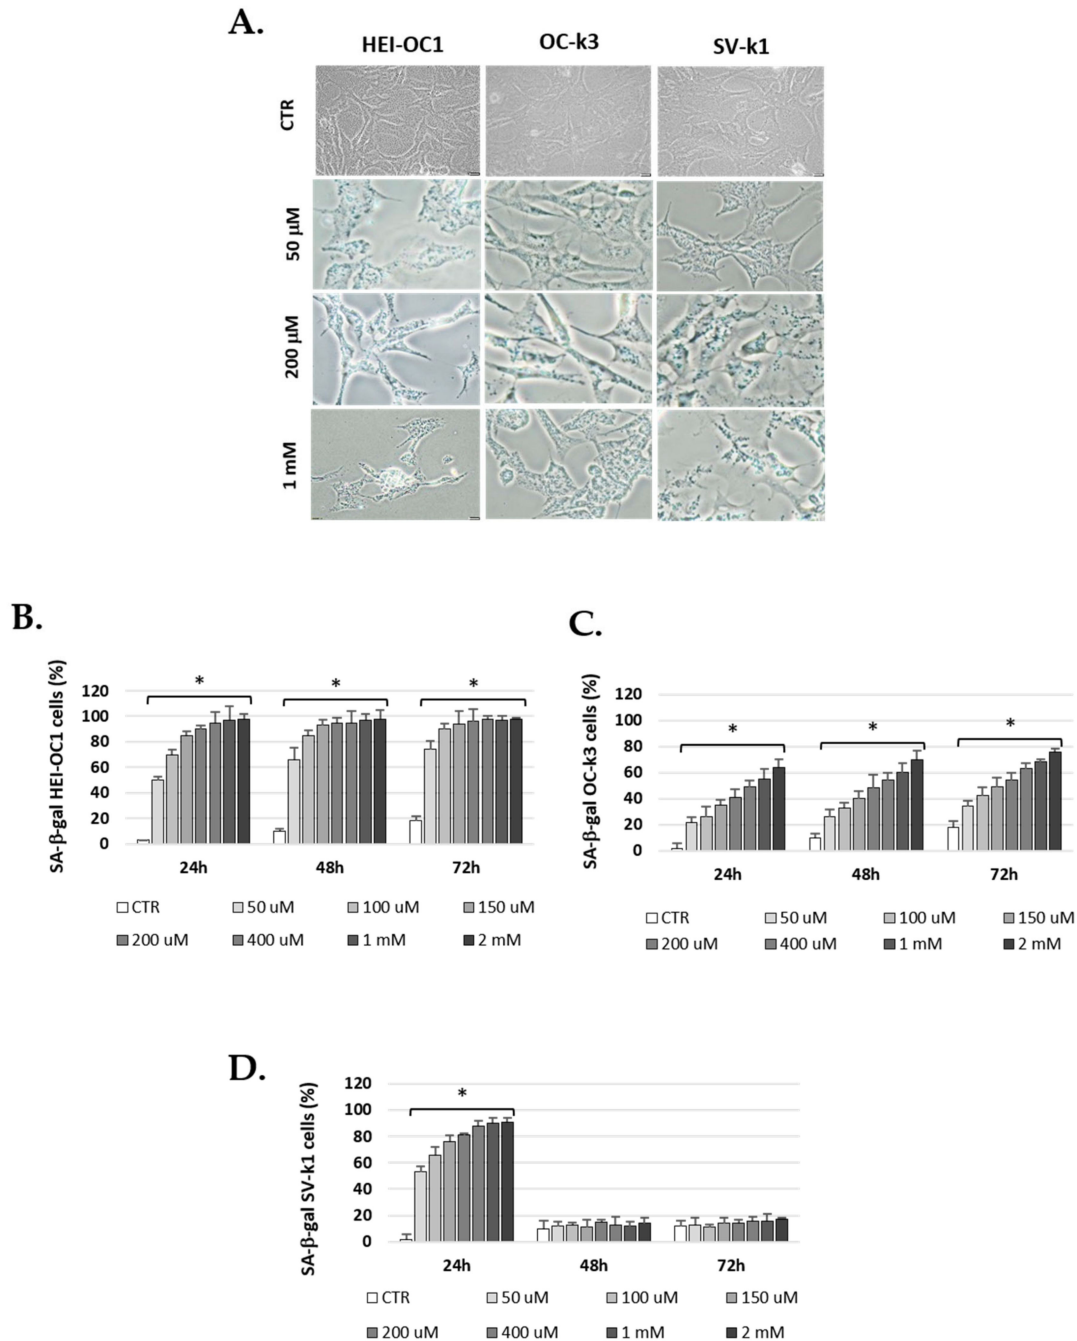 A.
HEI-OC1 OC-k3 SV-k1
CTR
50 µM
200 µM
1 mM
B.
SA-β-gal HEI-OC1 cells (%)
120
100
80
60
40
20
0
* * *
24h 48h 72h
CTR 50 uM 100 uM 150 uM
200 uM 400 uM 1 mM 2 mM
C.
SA-β-gal OC-k3 cells (%)
120
100
80
60
40
20
0
* * *
24h 48h 72h
CTR 50 uM 100 uM 150 uM
200 uM 400 uM 1 mM 2 mM
D.
SA-β-gal SV-k1 cells (%)
120
100
80
60
40
20
0
*
24h 48h 72h
CTR 50 uM 100 uM 150 uM
200 uM 400 uM 1 mM 2 mM